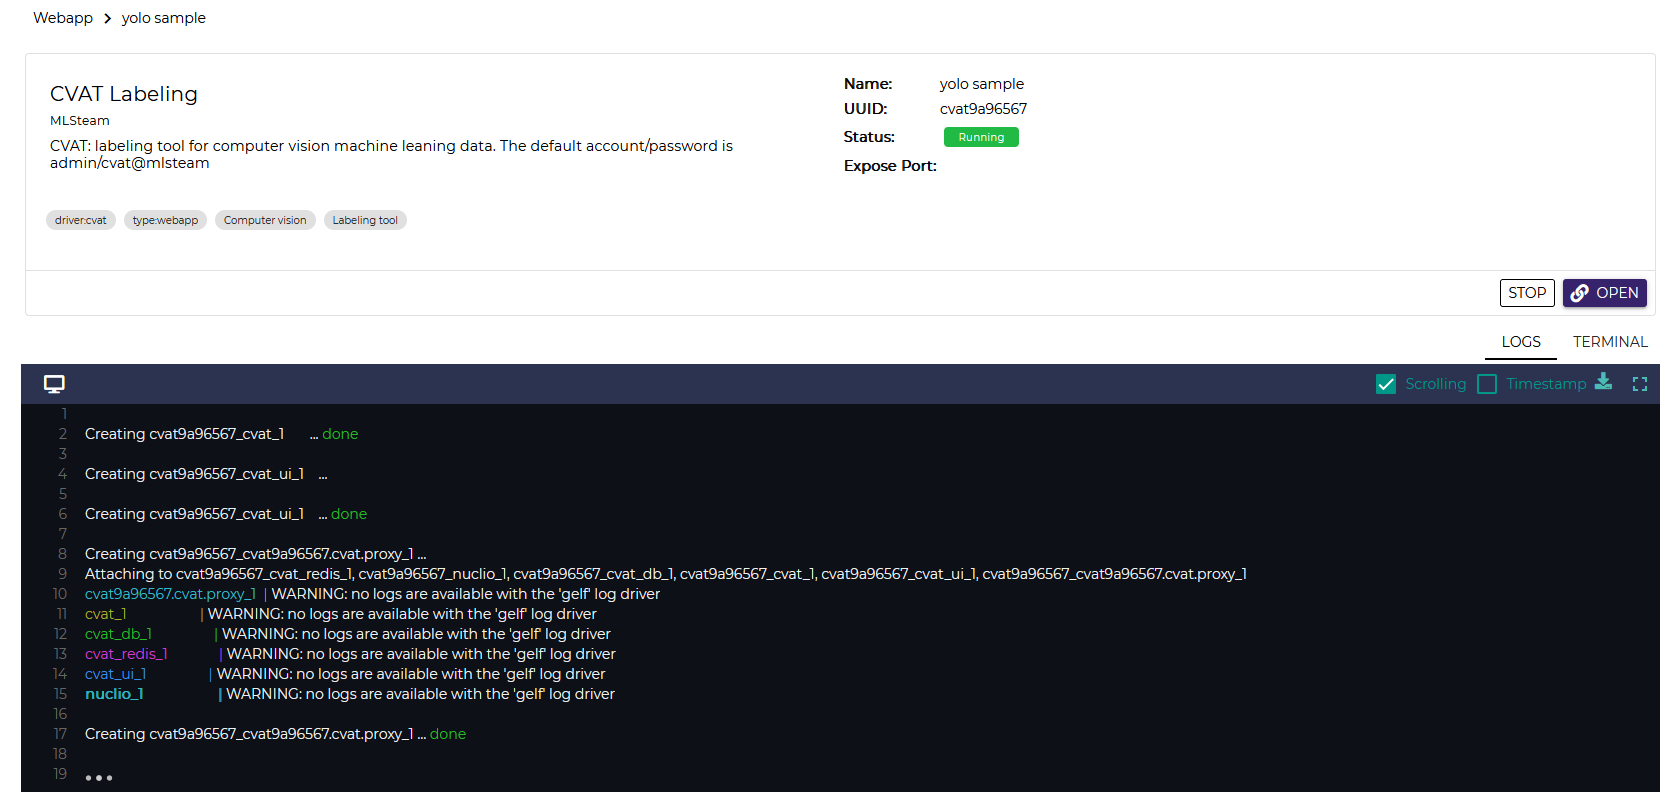 Webapp > yolo sample
CVAT Labeling
MLSteam
CVAT: labeling tool for computer vision machine leaning data. The default account/password is
admin/cvat@mlsteam
driver:cvat type:webapp Computer vision Labeling tool
Name: yolo sample
UUID: cvat9a96567
Status: Running
Expose Port:
STOP OPEN
LOGS TERMINAL
Scrolling Timestamp
1
2 Creating cvat9a96567_cvat_1 ... done
3
4 Creating cvat9a96567_cvat_ui_1 ...
5
6 Creating cvat9a96567_cvat_ui_1 ... done
7
8 Creating cvat9a96567_cvat9a96567.cvat.proxy_1 ...
9 Attaching to cvat9a96567_cvat_redis_1, cvat9a96567_nuclio_1, cvat9a96567_cvat_db_1, cvat9a96567_cvat_1, cvat9a96567_cvat_ui_1, cvat9a96567_cvat9a96567.cvat.proxy_1
10 cvat9a96567.cvat.proxy_1 | WARNING: no logs are available with the 'gelf' log driver
11 cvat_1 | WARNING: no logs are available with the 'gelf' log driver
12 cvat_db_1 | WARNING: no logs are available with the 'gelf' log driver
13 cvat_redis_1 | WARNING: no logs are available with the 'gelf' log driver
14 cvat_ui_1 | WARNING: no logs are available with the 'gelf' log driver
15 nuclio_1 | WARNING: no logs are available with the 'gelf' log driver
16
17 Creating cvat9a96567_cvat9a96567.cvat.proxy_1 ... done
18
19 ...